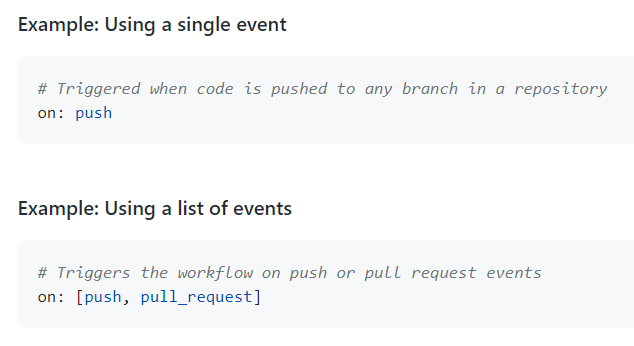 Example: Using a single event
# Triggered when code is pushed to any branch in a repository
on: push
Example: Using a list of events
# Triggers the workflow on push or pull request events
on: [push, pull_request]